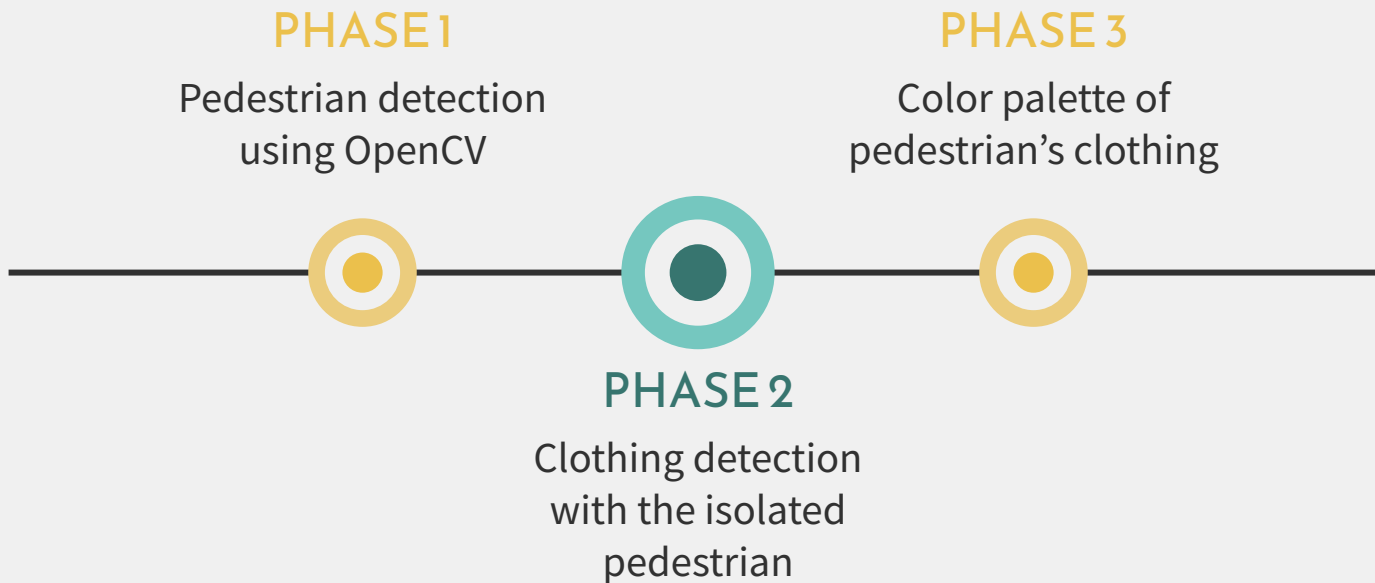 PHASE 1
Pedestrian detection
using OpenCV
PHASE 2
Clothing detection
with the isolated
pedestrian
PHASE 3
Color palette of
pedestrian’s clothing